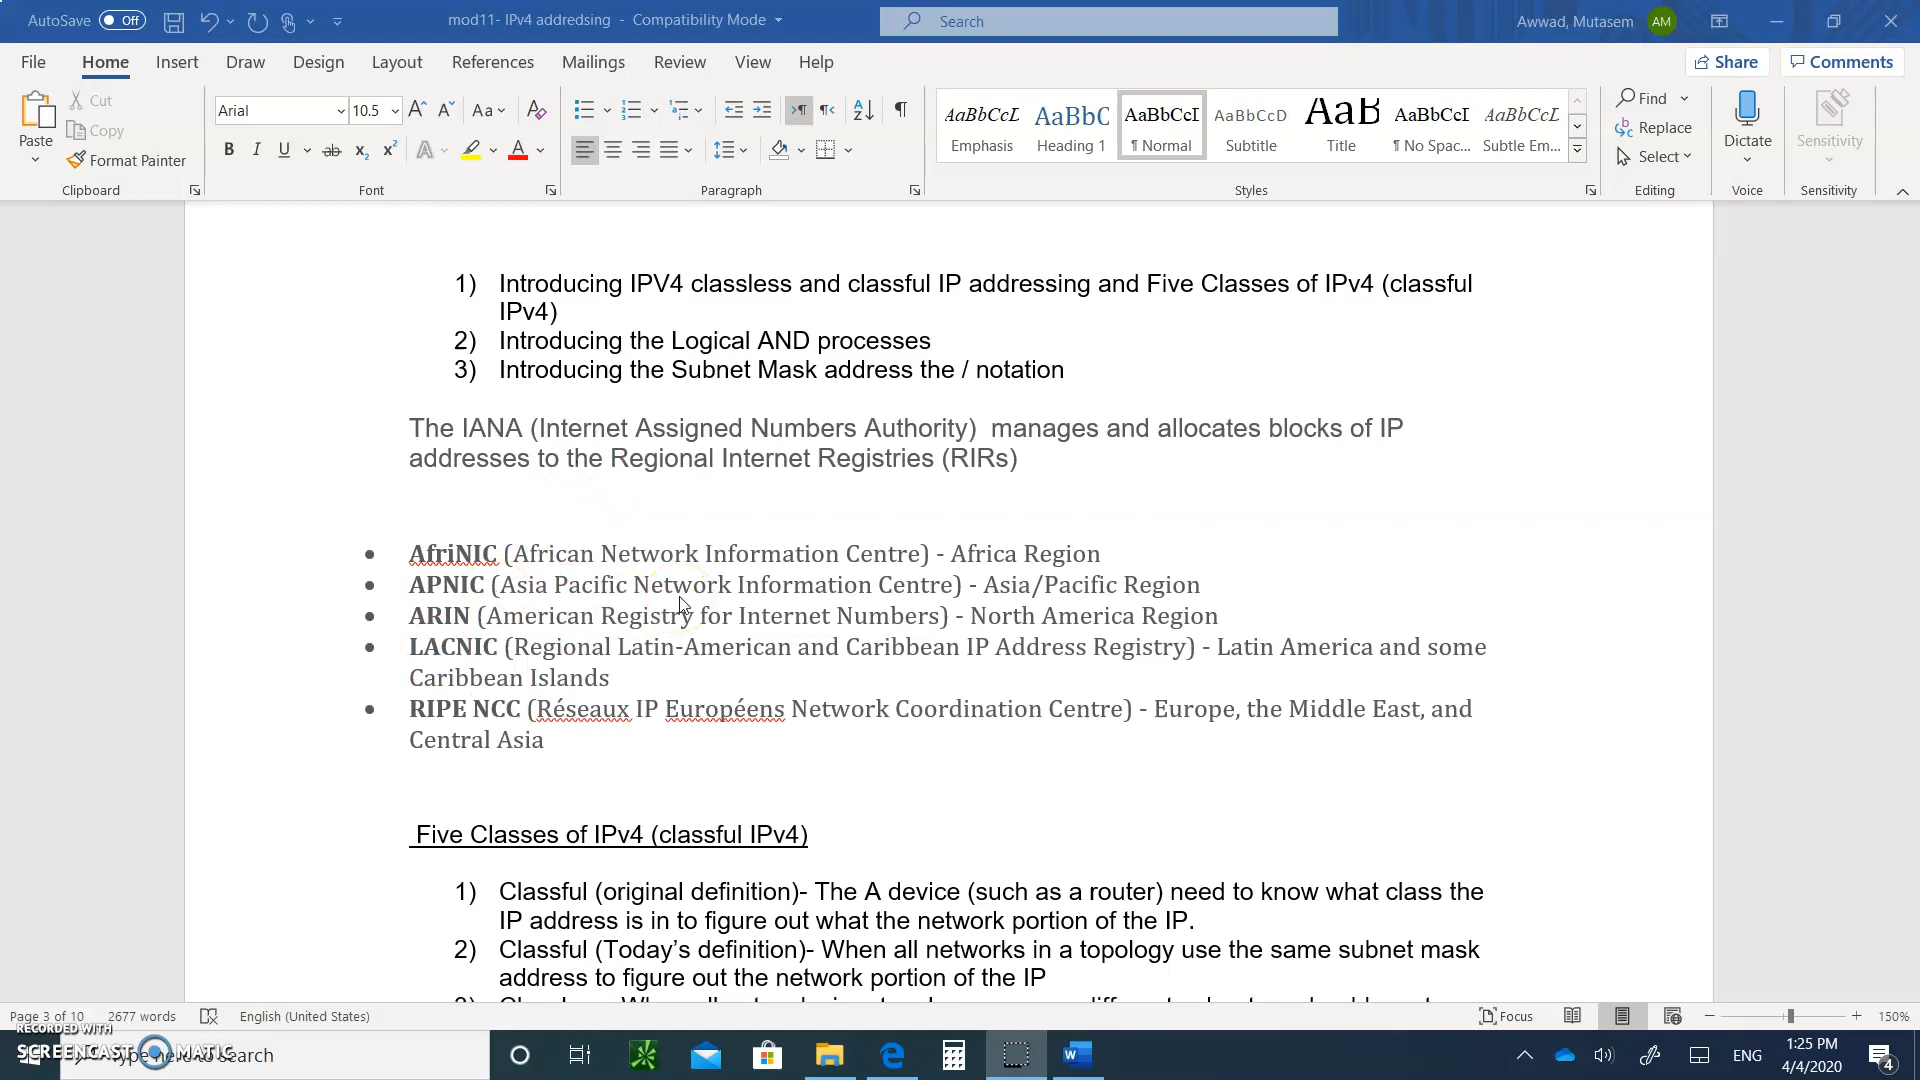 AutoSave Off mod11- IPv4 addredsing - Compatibility Mode Search Awwad, Mutasem AM
File Home Insert Draw Design Layout References Mailings Review View Help Share Comments
Paste Cut Copy Format Painter
Arial 10.5
AaBbCcL AaBbC AaBbCcI AaBbCcD AaB AaBbCcI AaBbCcL
Emphasis Heading 1 ¶ Normal Subtitle Title ¶ No Spac... Subtle Em...
Find Replace Select
Dictate Sensitivity
Clipboard Font Paragraph Styles Editing Voice Sensitivity
1) Introducing IPV4 classless and classful IP addressing and Five Classes of IPv4 (classful
IPv4)
2) Introducing the Logical AND processes
3) Introducing the Subnet Mask address the / notation
The IANA (Internet Assigned Numbers Authority)  manages and allocates blocks of IP
addresses to the Regional Internet Registries (RIRs)
• AfriNIC (African Network Information Centre) - Africa Region
• APNIC (Asia Pacific Network Information Centre) - Asia/Pacific Region
• ARIN (American Registry for Internet Numbers) - North America Region
• LACNIC (Regional Latin-American and Caribbean IP Address Registry) - Latin America and some
Caribbean Islands
• RIPE NCC (Réseaux IP Européens Network Coordination Centre) - Europe, the Middle East, and
Central Asia
Five Classes of IPv4 (classful IPv4)
1) Classful (original definition)- The A device (such as a router) need to know what class the
IP address is in to figure out what the network portion of the IP.
2) Classful (Today's definition)- When all networks in a topology use the same subnet mask
address to figure out the network portion of the IP
Page 3 of 10 2677 words English (United States) Focus 150%
RECORDED WITH
SCREENCAST MATIC
Type here to search
ENG 1:25 PM
4/4/2020 4